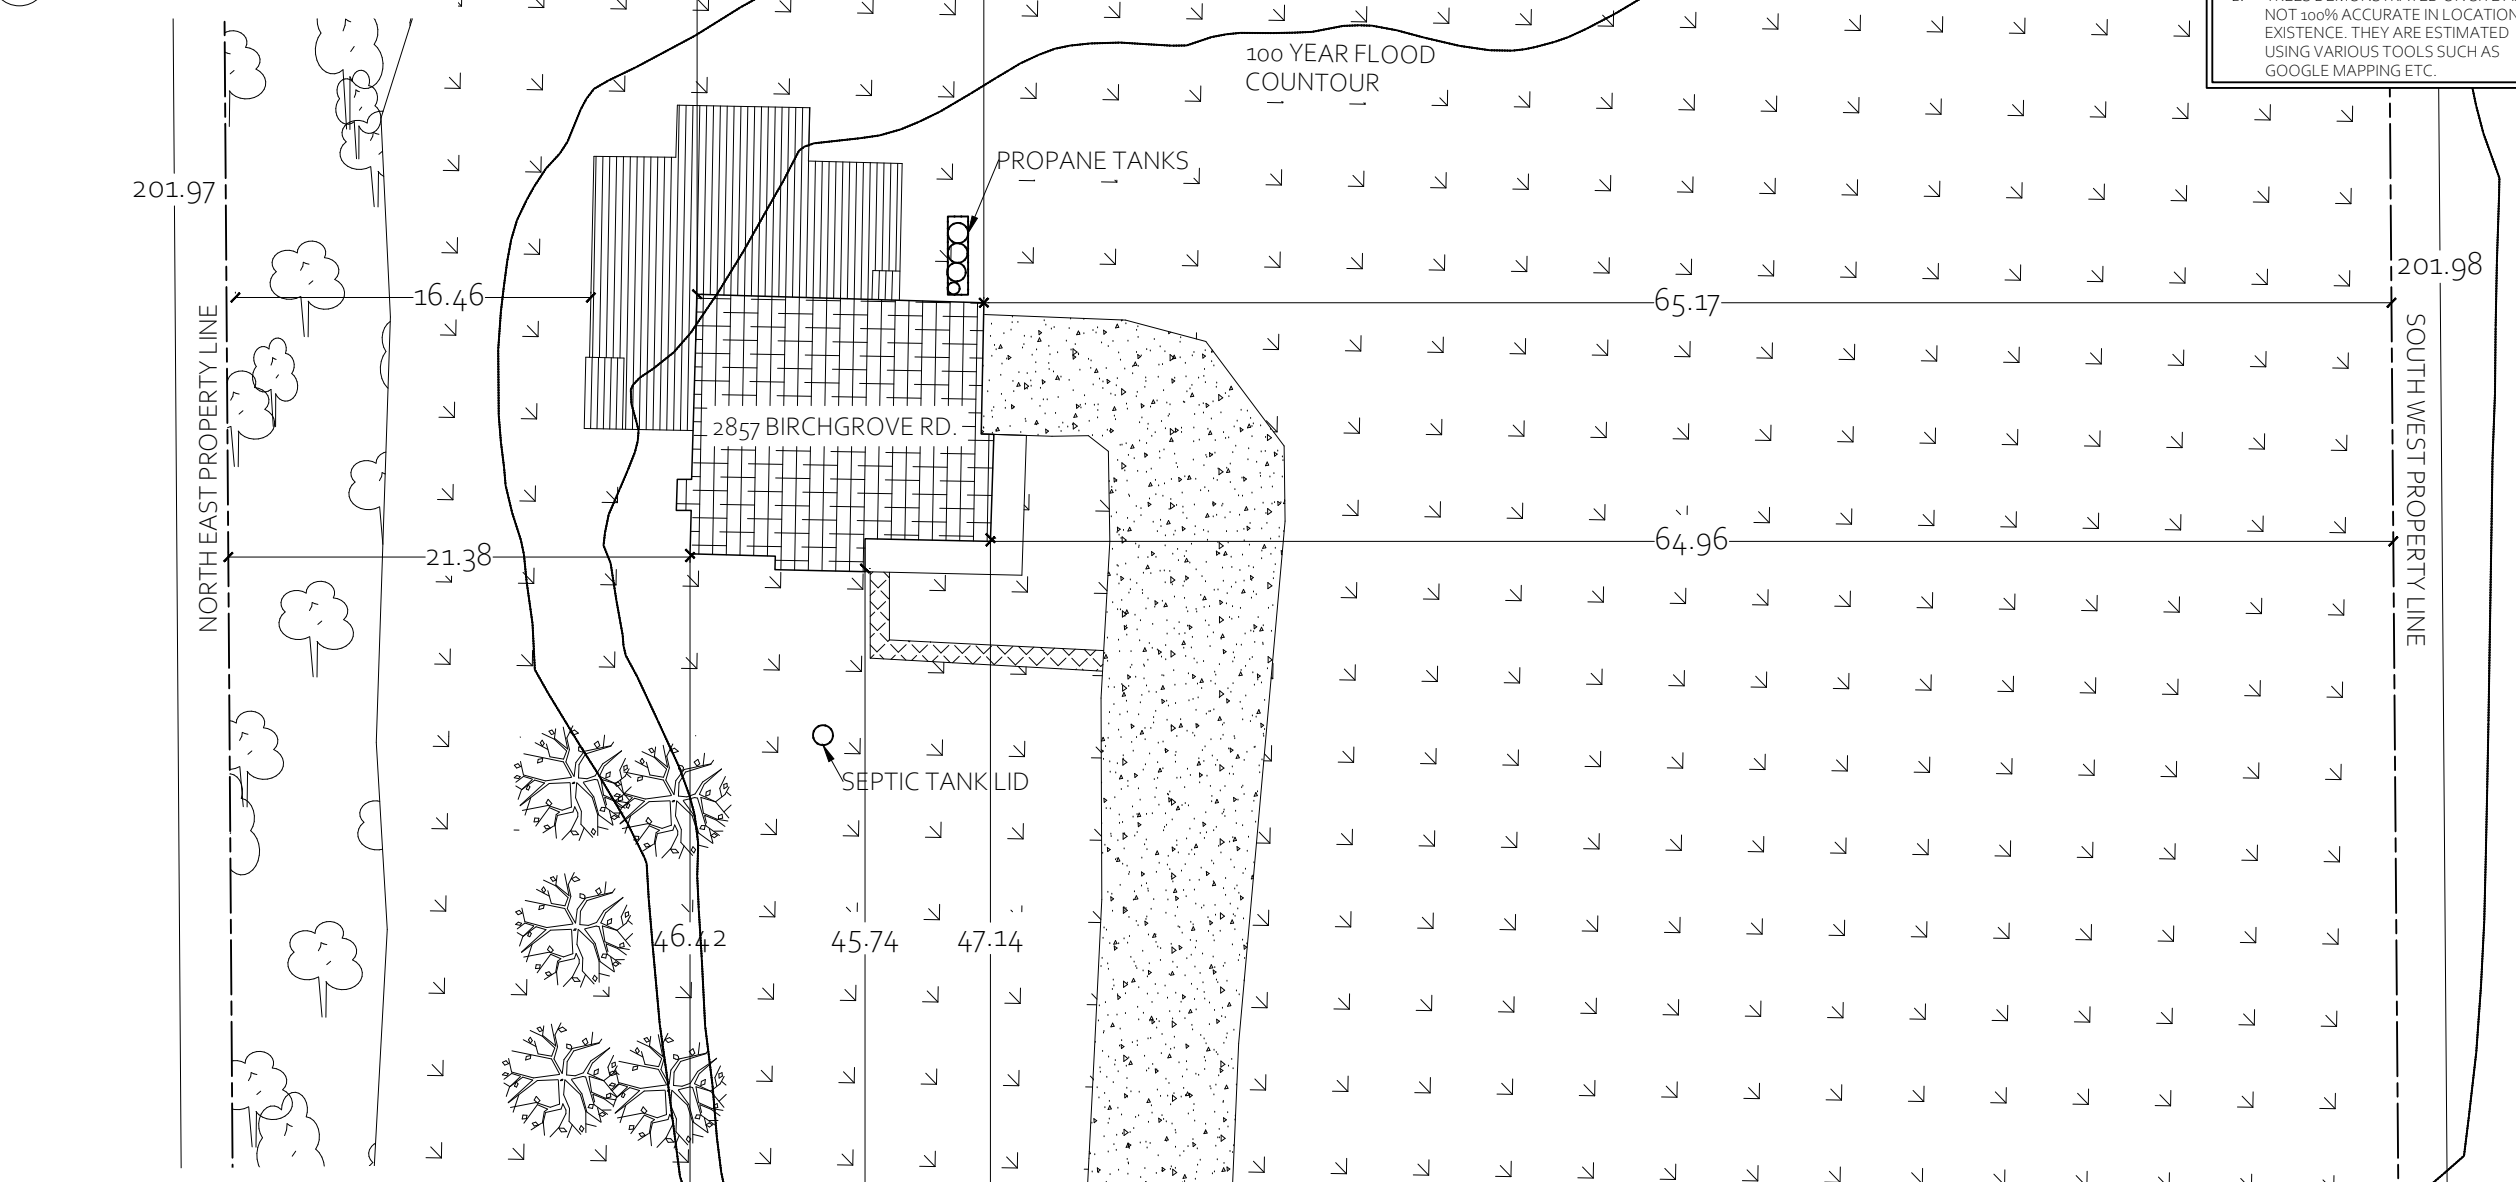 NOT 100% ACCURATE IN LOCATION
EXISTENCE. THEY ARE ESTIMATED
USING VARIOUS TOOLS SUCH AS
GOOGLE MAPPING ETC.
100 YEAR FLOOD
COUNTOUR
PROPANE TANKS
201.97
201.98
16.46
65.17
NORTH EAST PROPERTY LINE
SOUTH WEST PROPERTY LINE
2857 BIRCHGROVE RD.
21.38
64.96
SEPTIC TANK LID
46.42
45.74
47.14